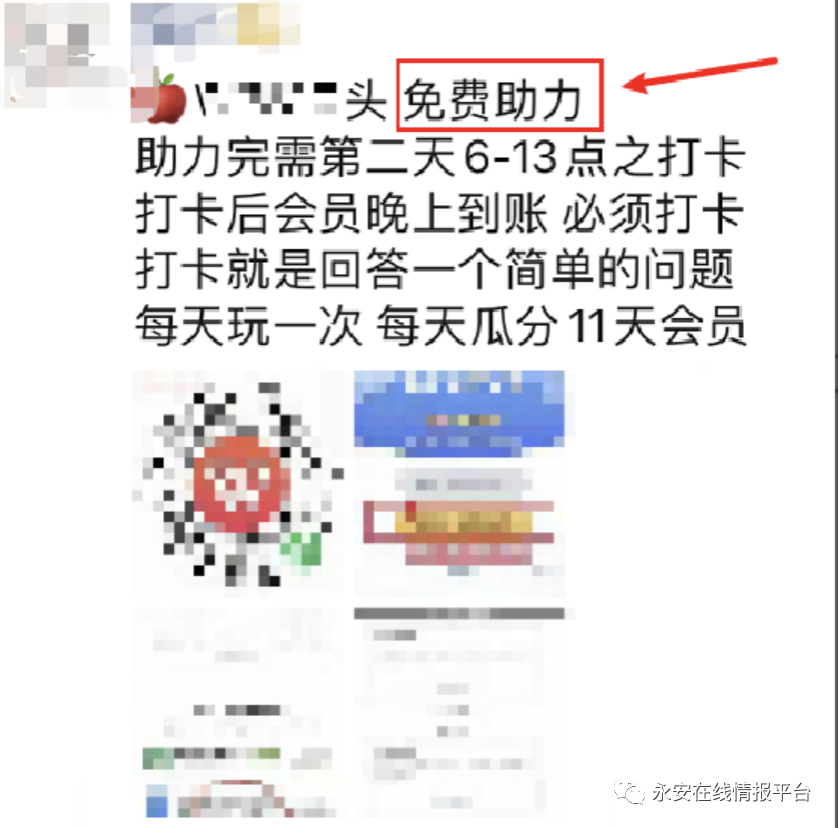 头 免费助力
助力完需第二天6-13点之打卡
打卡后会员晚上到账 必须打卡
打卡就是回答一个简单的问题
每天玩一次 每天瓜分11天会员
永安在线情报平台